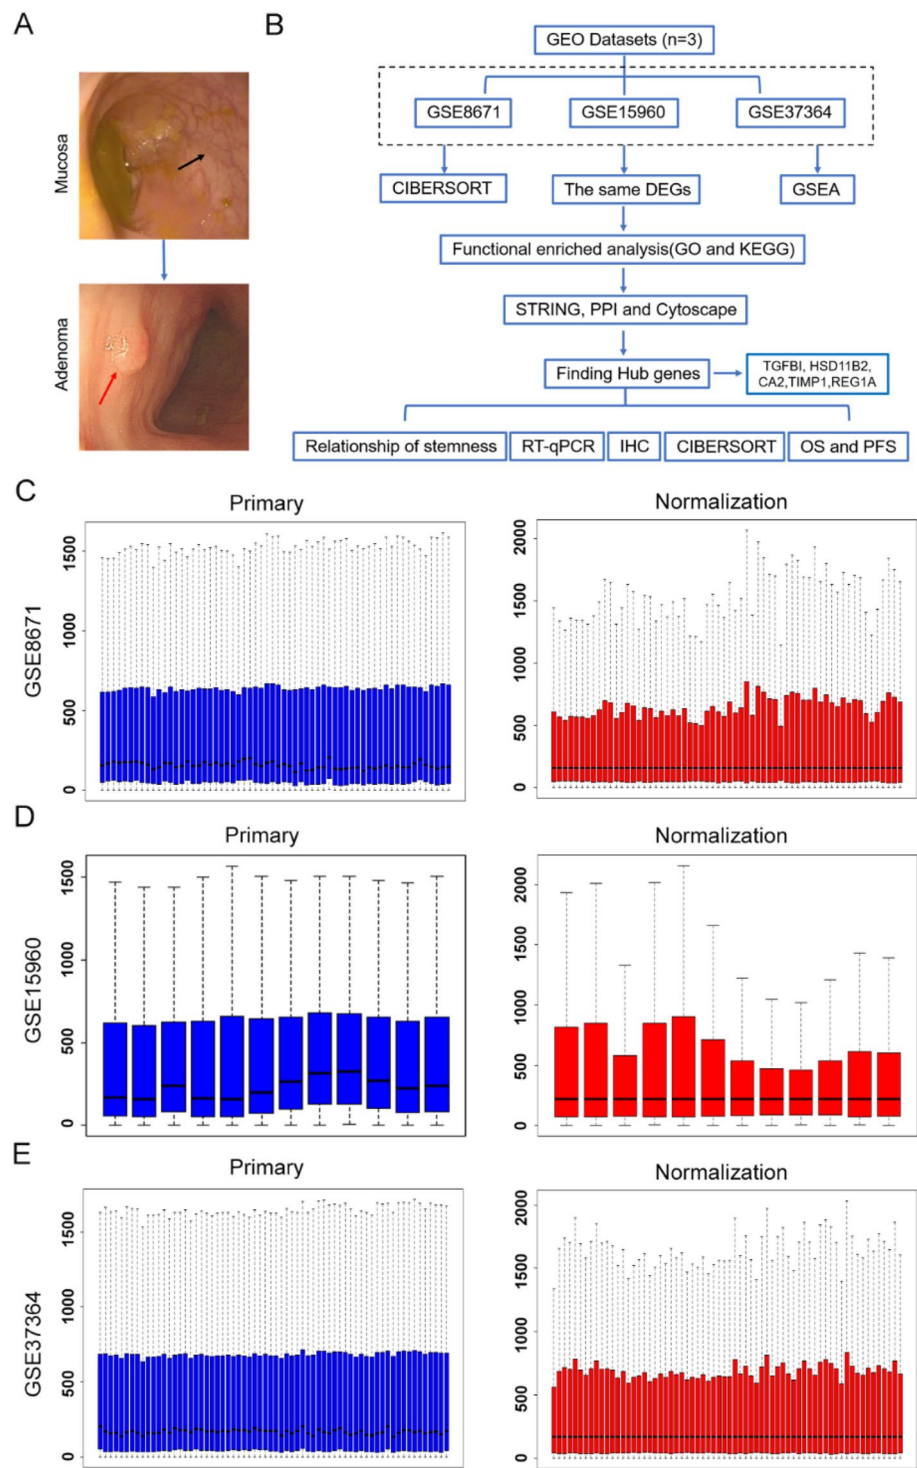 A
B
Mucosa
Adenoma
GEO Datasets (n=3)
GSE8671
GSE15960
GSE37364
CIBERSORT
The same DEGs
GSEA
Functional enriched analysis(GO and KEGG)
STRING, PPI and Cytoscape
Finding Hub genes
TGFBI, HSD11B2,
CA2,TIMP1,REG1A
Relationship of stemness
RT-qPCR
IHC
CIBERSORT
OS and PFS
C
Primary
Normalization
GSE8671
1500
1000
500
0
2000
1500
1000
500
0
D
Primary
Normalization
GSE15960
1500
1000
500
0
2000
1500
1000
500
0
E
Primary
Normalization
GSE37364
1500
1000
500
0
2000
1500
1000
500
0